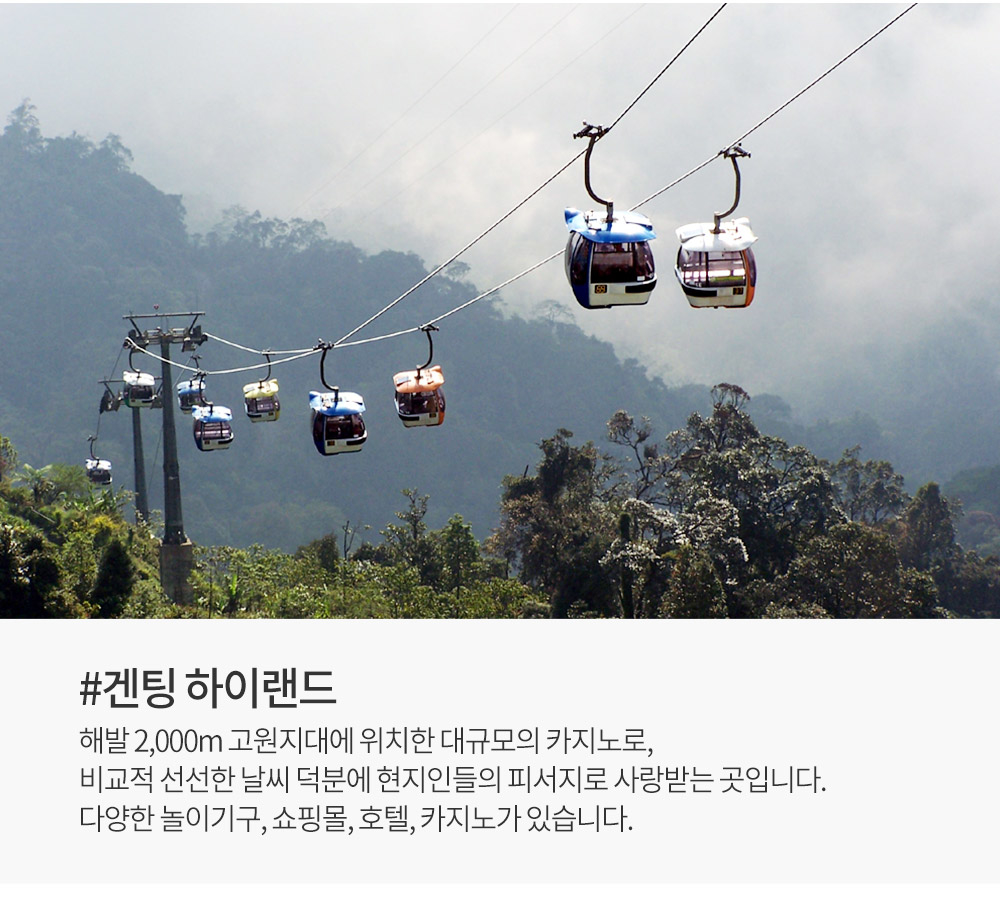 #겐팅 하이랜드
해발 2,000m 고원지대에 위치한 대규모의 카지노로,
비교적 선선한 날씨 덕분에 현지인들의 피서지로 사랑받는 곳입니다.
다양한 놀이기구, 쇼핑몰, 호텔, 카지노가 있습니다.